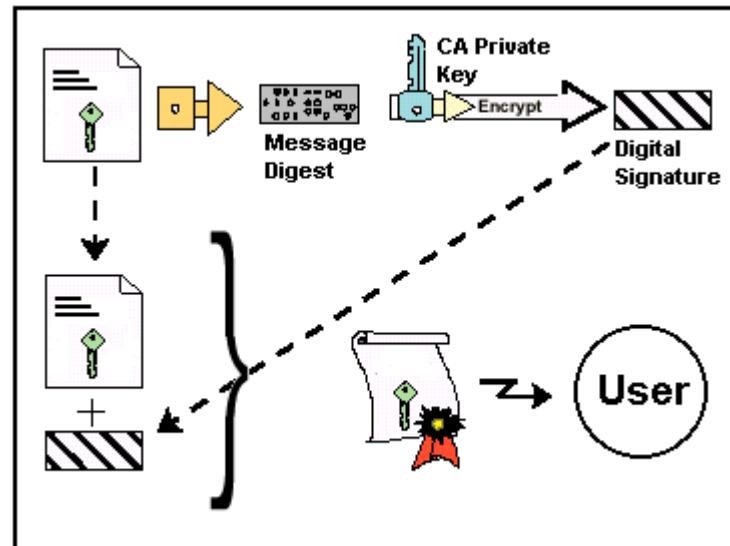 CA Private
Key
Encrypt
Message
Digest
Digital
Signature
+
User